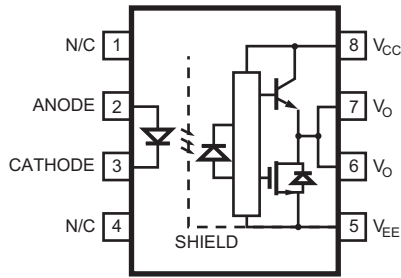 N/C 1
ANODE 2
CATHODE 3
N/C 4
SHIELD
8 VCC
7 VO
6 VO
5 VEE